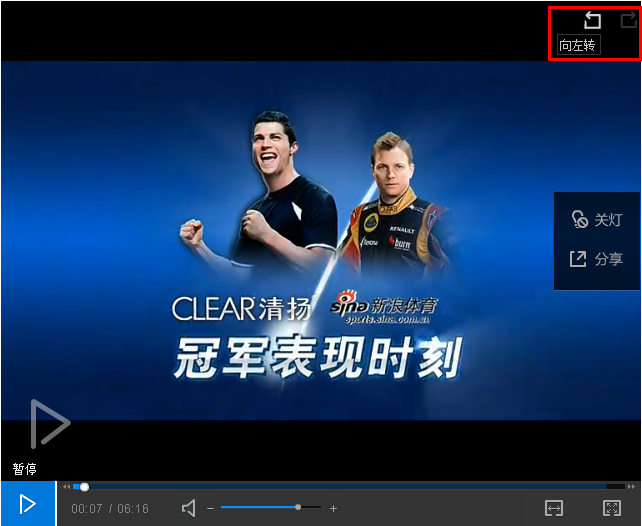 向左转
关灯
分享
RENAULT
burn
CLEAR清扬
sina新浪体育
sports.sina.com.cn
冠军表现时刻
暂停
00:07 / 06:16